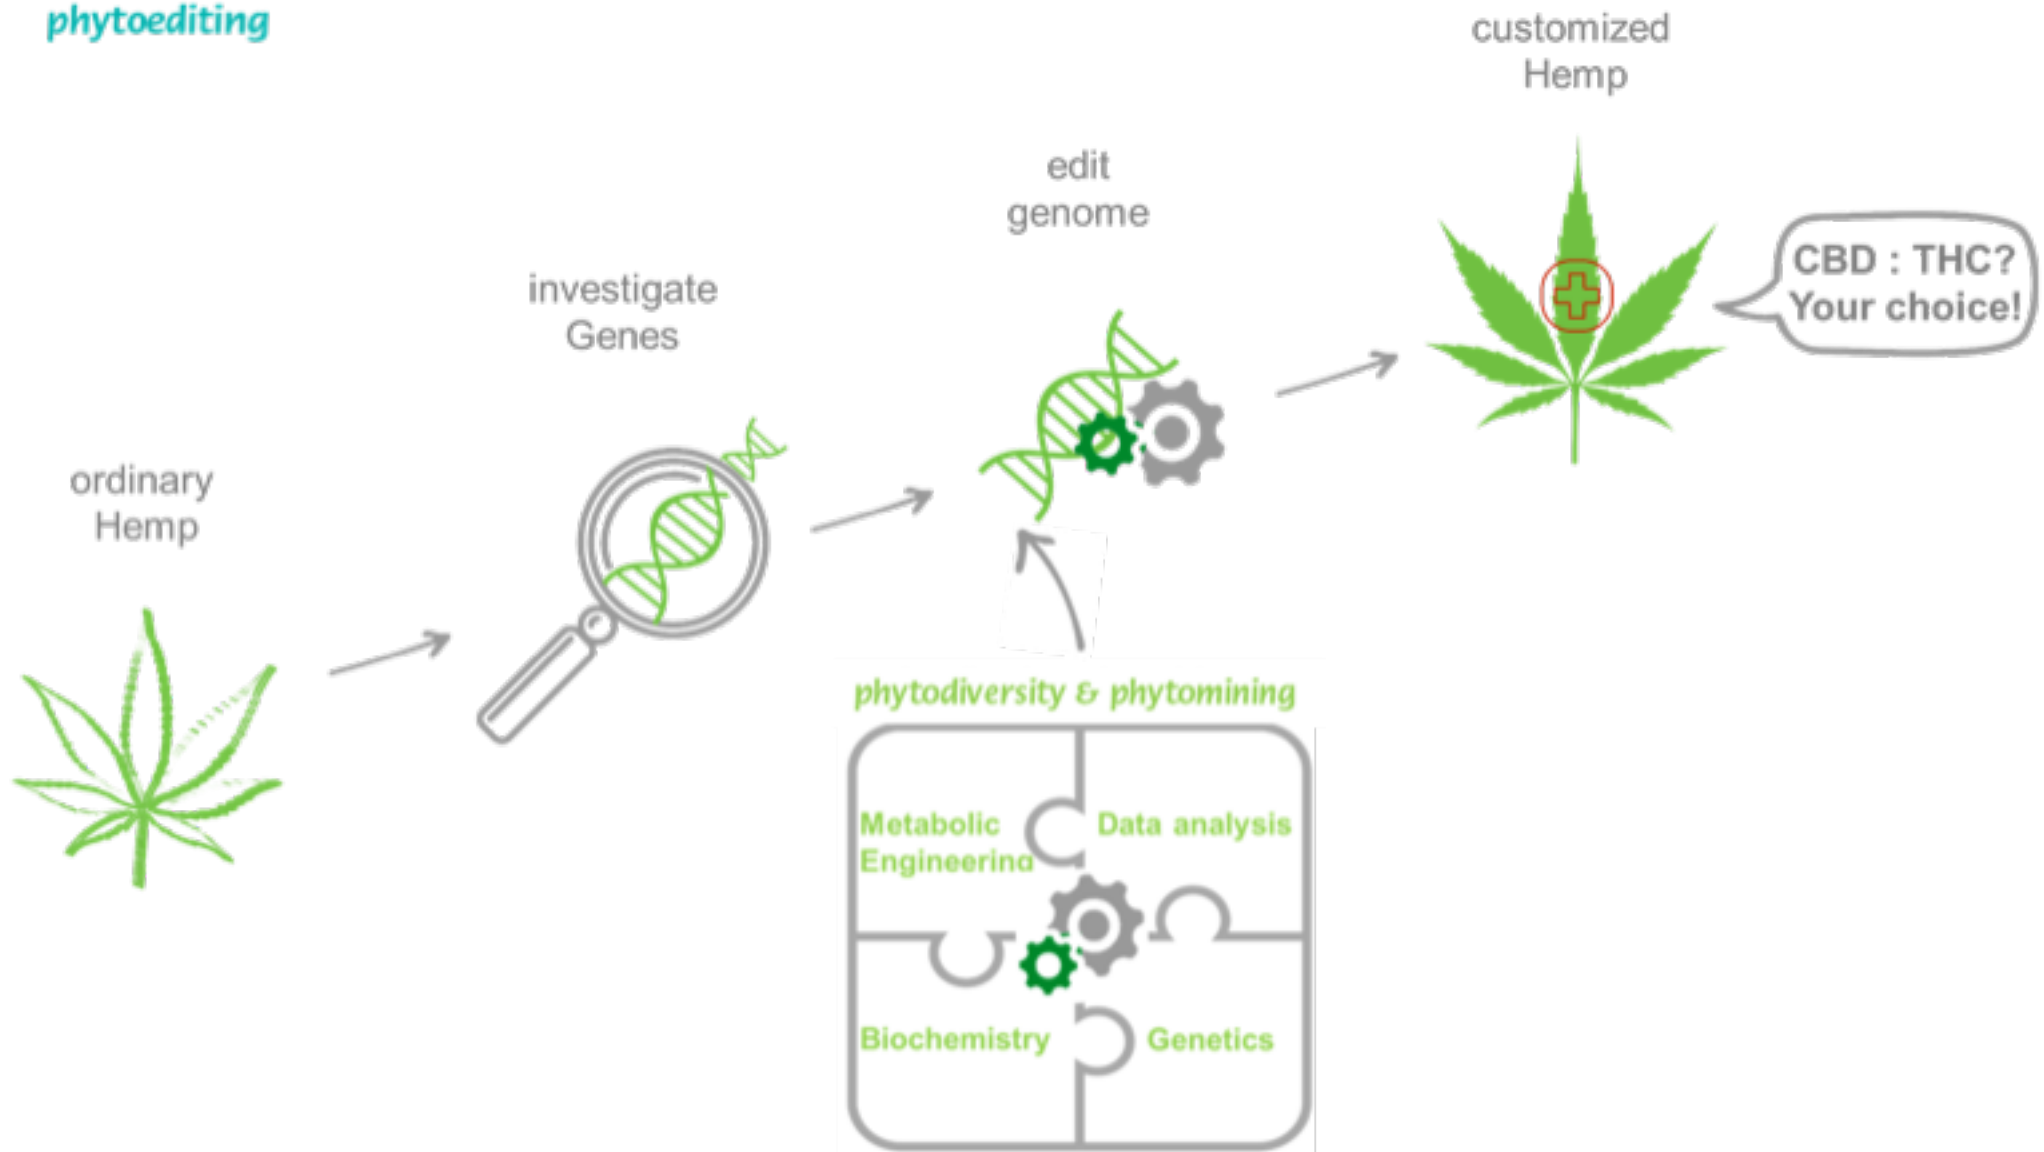 phytoediting
customized
Hemp
edit
genome
CBD : THC?
Your choice!
investigate
Genes
ordinary
Hemp
phytodiversity & phytomining
Metabolic
Engineering
Data analysis
Biochemistry
Genetics